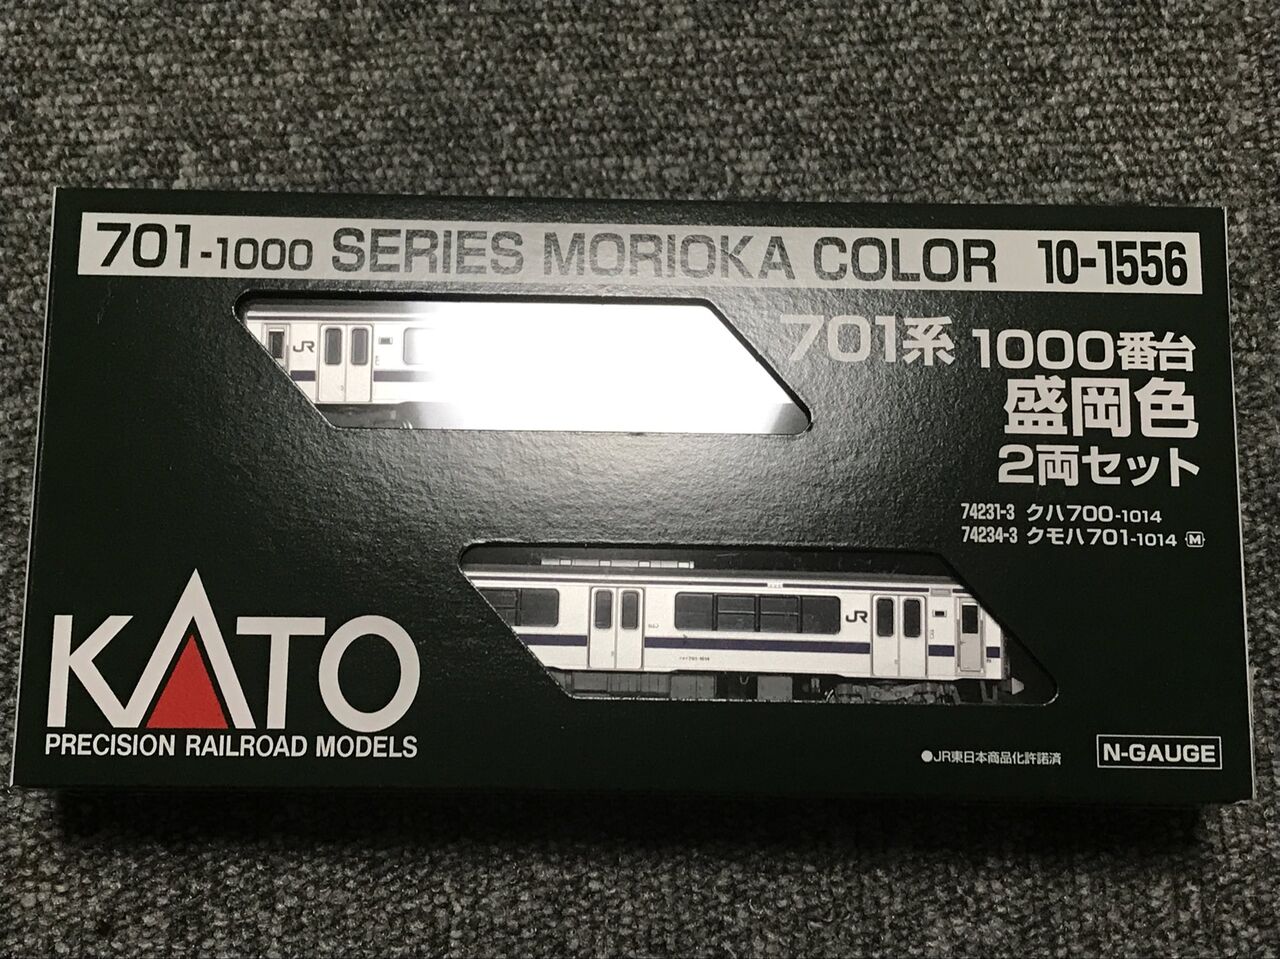 701-1000 SERIES MORIOKA COLOR 10-1556
701系 1000番台
盛岡色
2両セット
74231-3 クハ700-1014
74234-3 クモハ701-1014 M
JR
JR
KATO
PRECISION RAILROAD MODELS
●JR東日本商品化許諾済
N-GAUGE